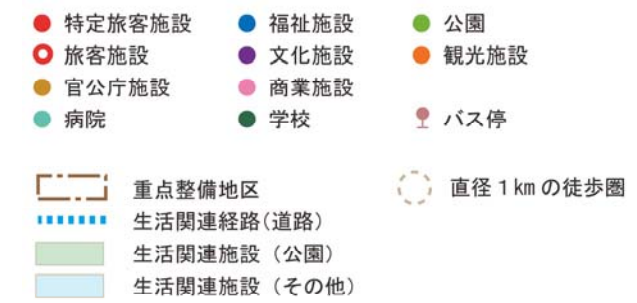 特定旅客施設 福祉施設 公園
旅客施設 文化施設 観光施設
官公庁施設 商業施設
病院 学校 バス停
重点整備地区 直径1kmの徒歩圏
生活関連経路(道路)
生活関連施設（公園）
生活関連施設（その他）